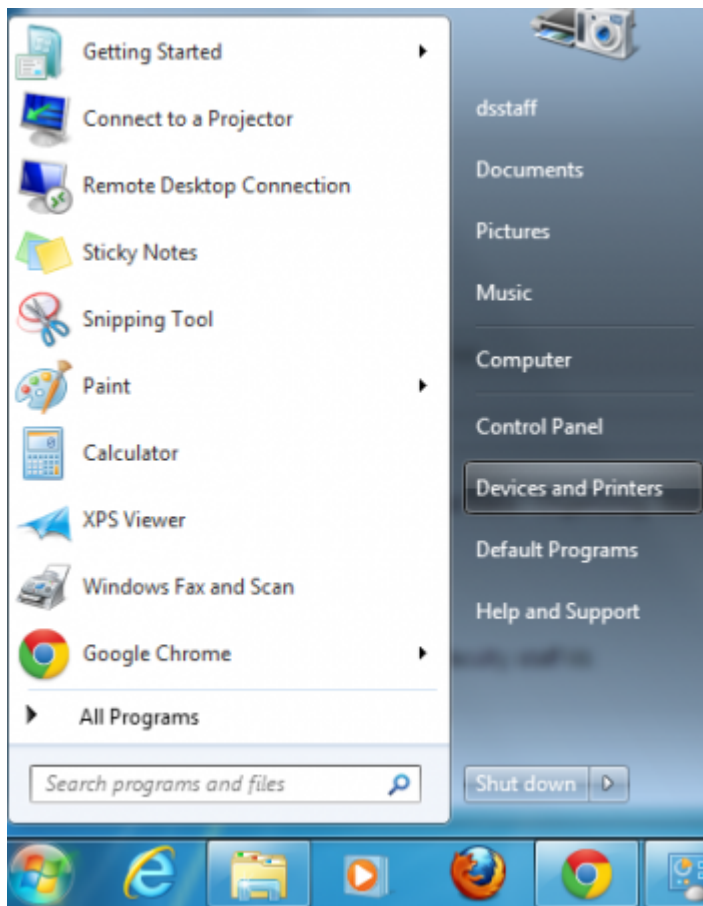 Getting Started
Connect to a Projector
Remote Desktop Connection
Sticky Notes
Snipping Tool
Paint
Calculator
XPS Viewer
Windows Fax and Scan
Google Chrome
All Programs
Search programs and files
dsstaff
Documents
Pictures
Music
Computer
Control Panel
Devices and Printers
Default Programs
Help and Support
Shut down